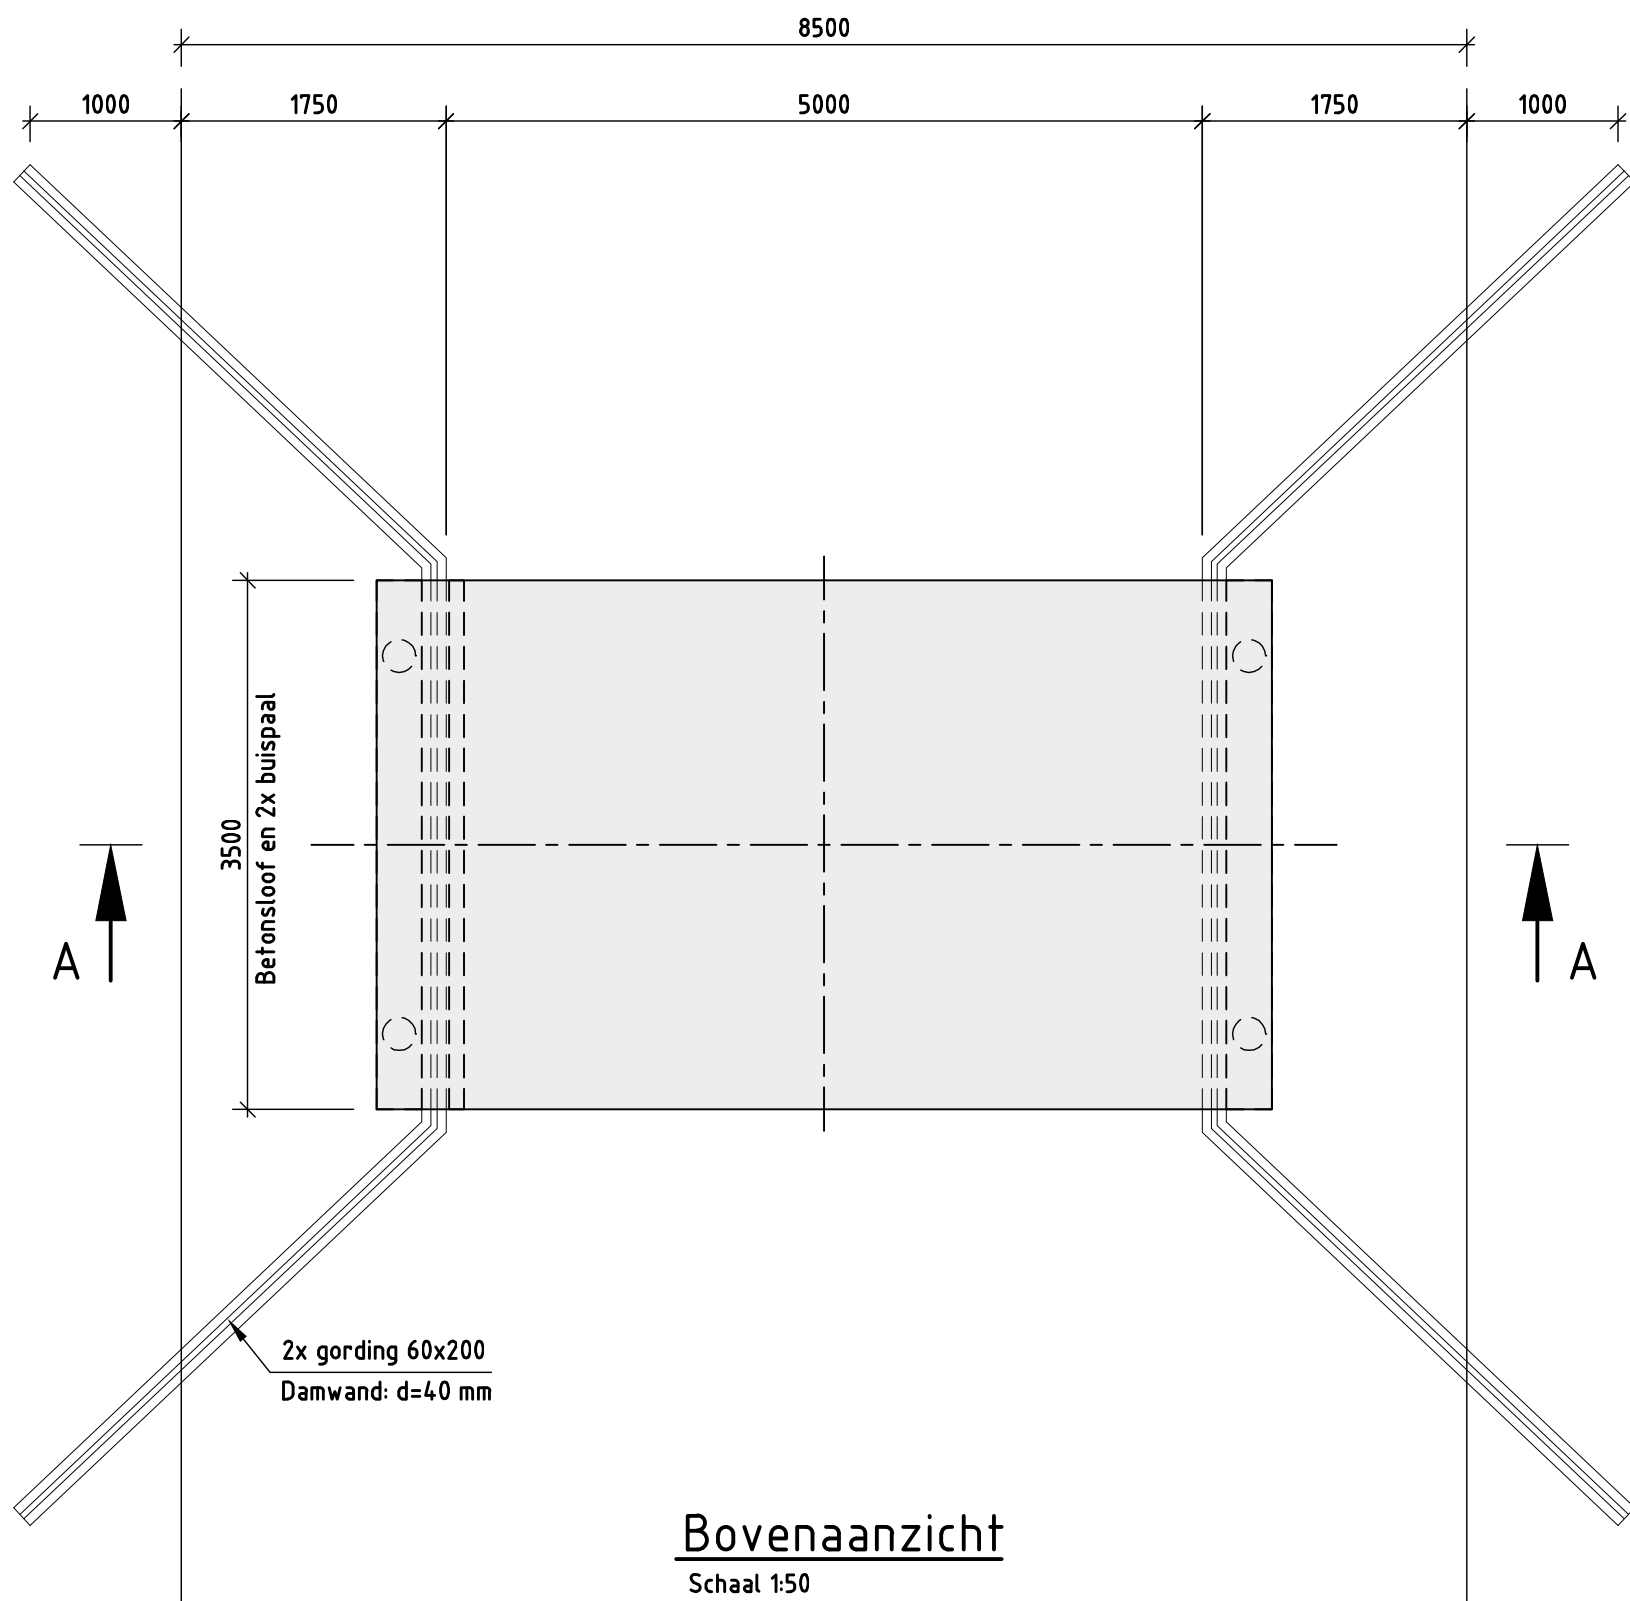 8500
1000
1750
5000
1750
1000
3500
Betonsloof en 2x buispaal
A
A
2x gording 60x200
Damwand: d=40 mm
Bovenaanzicht
Schaal 1:50